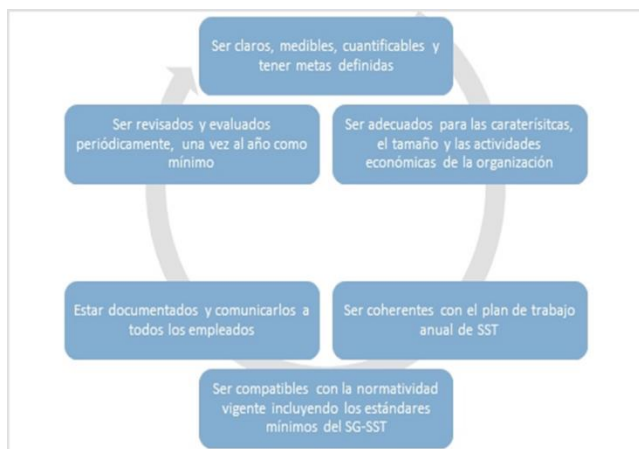 Ser claros, medibles, cuantificables y
tener metas definidas
Ser adecuados para las caraterísitcas,
el tamaño y las actividades
económicas de la organización
Ser coherentes con el plan de trabajo
anual de SST
Ser compatibles con la normatividad
vigente incluyendo los estándares
mínimos del SG-SST
Estar documentados y comunicarlos a
todos los empleados
Ser revisados y evaluados
periódicamente, una vez al año como
mínimo